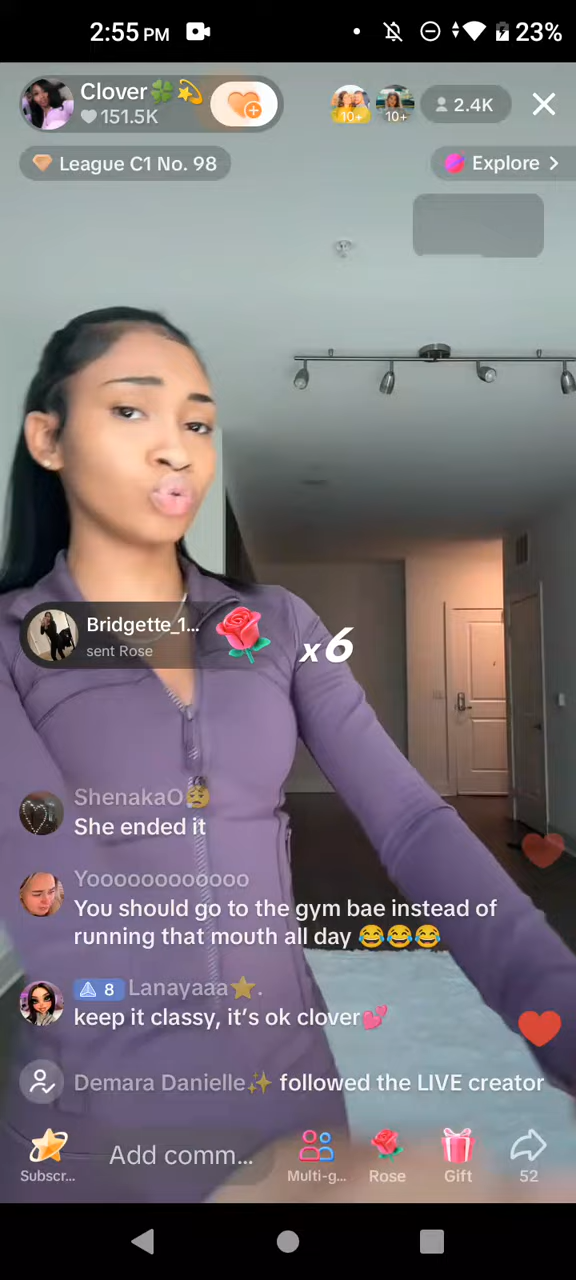 2:55 PM 23%
Clover🍀💫
151.5K
10+ 10+ 2.4K
League C1 No. 98
Explore >
Bridgette_1...
sent Rose
x6
ShenakaO🥺
She ended it
Yoooooooooooo
You should go to the gym bae instead of
running that mouth all day 😂😂😂
8 Lanayaaa⭐.
keep it classy, it's ok clover💕
Demara Danielle✨ followed the LIVE creator
Add comm...
Subscr... Multi-g... Rose Gift 52